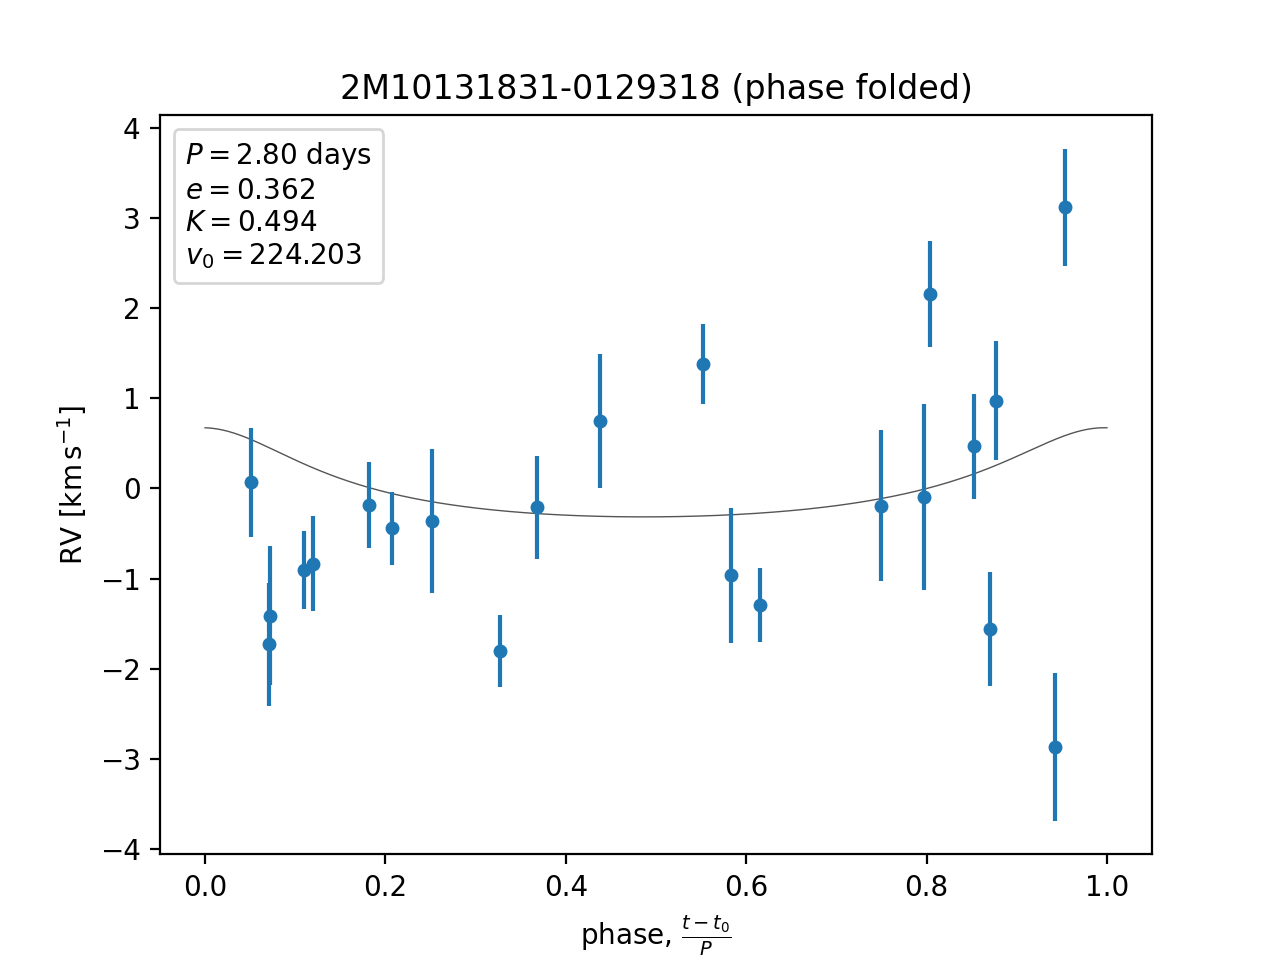 2M10131831-0129318 (phase folded)
P = 2.80 days
e = 0.362
K = 0.494
v₀ = 224.203
4
3
2
1
0
−1
−2
−3
−4
RV [km s⁻¹]
0.0 0.2 0.4 0.6 0.8 1.0
phase, (t − t₀)/P